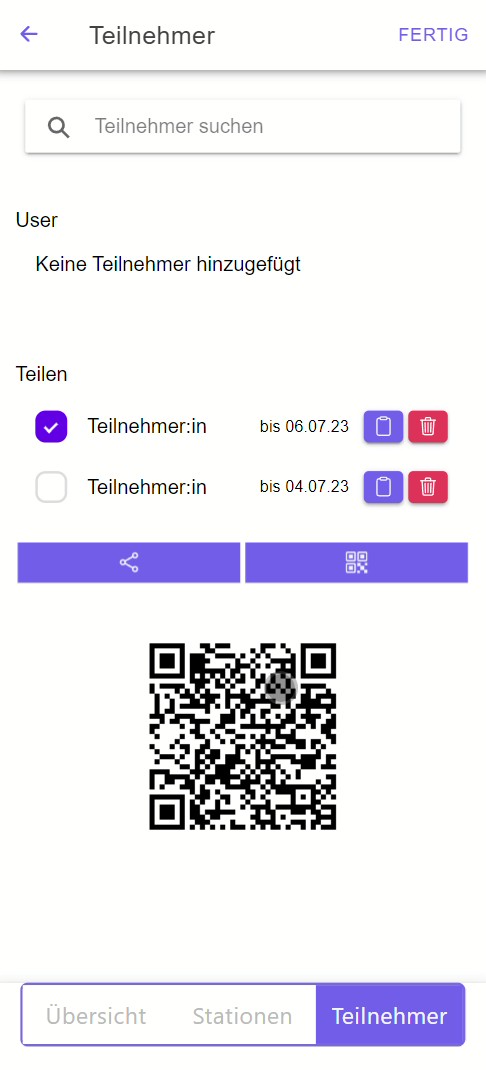 Teilnehmer FERTIG
Teilnehmer suchen
User
Keine Teilnehmer hinzugefügt
Teilen
Teilnehmer:in bis 06.07.23
Teilnehmer:in bis 04.07.23
Übersicht Stationen Teilnehmer